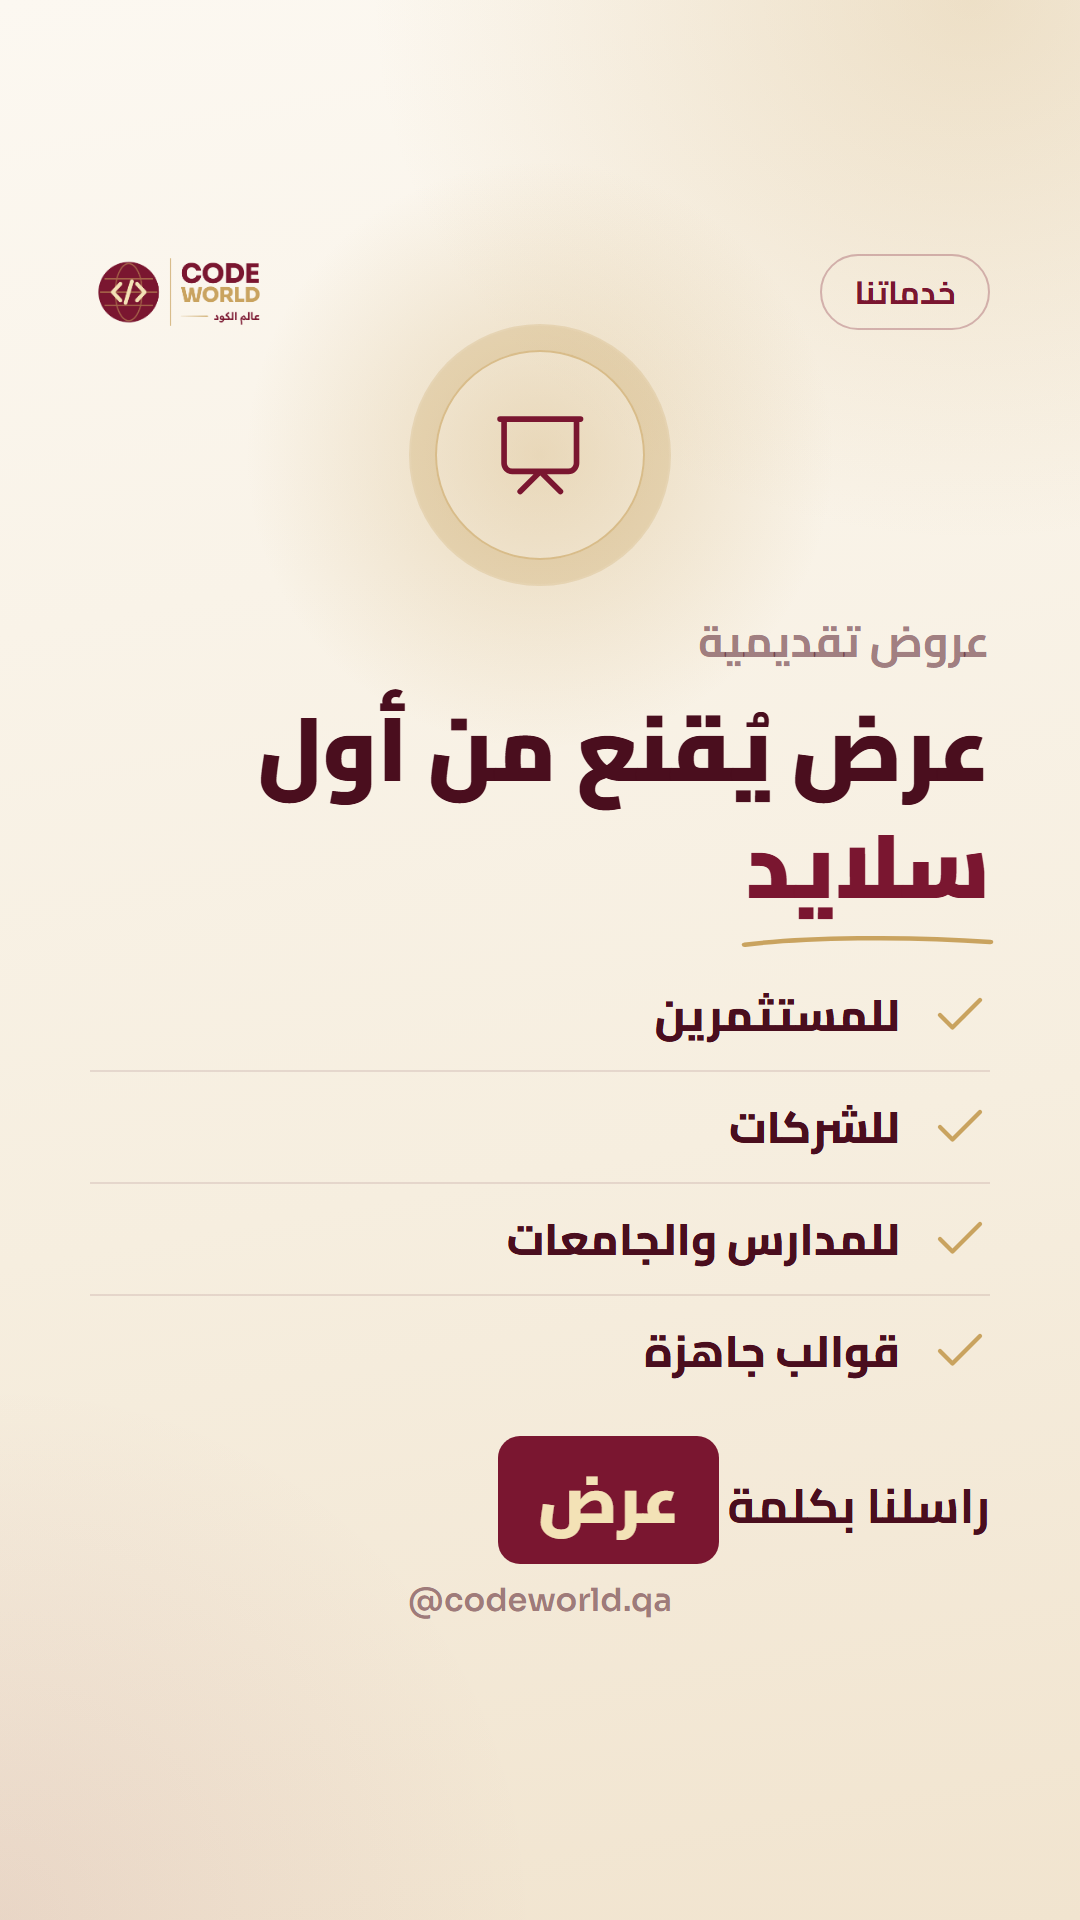 خدماتنا
CODE
WORLD
عالم الكود
عروض تقديمية
عرض يُقنع من أول
سلايد
للمستثمرين
للشركات
للمدارس والجامعات
قوالب جاهزة
راسلنا بكلمة عرض
@codeworld.qa